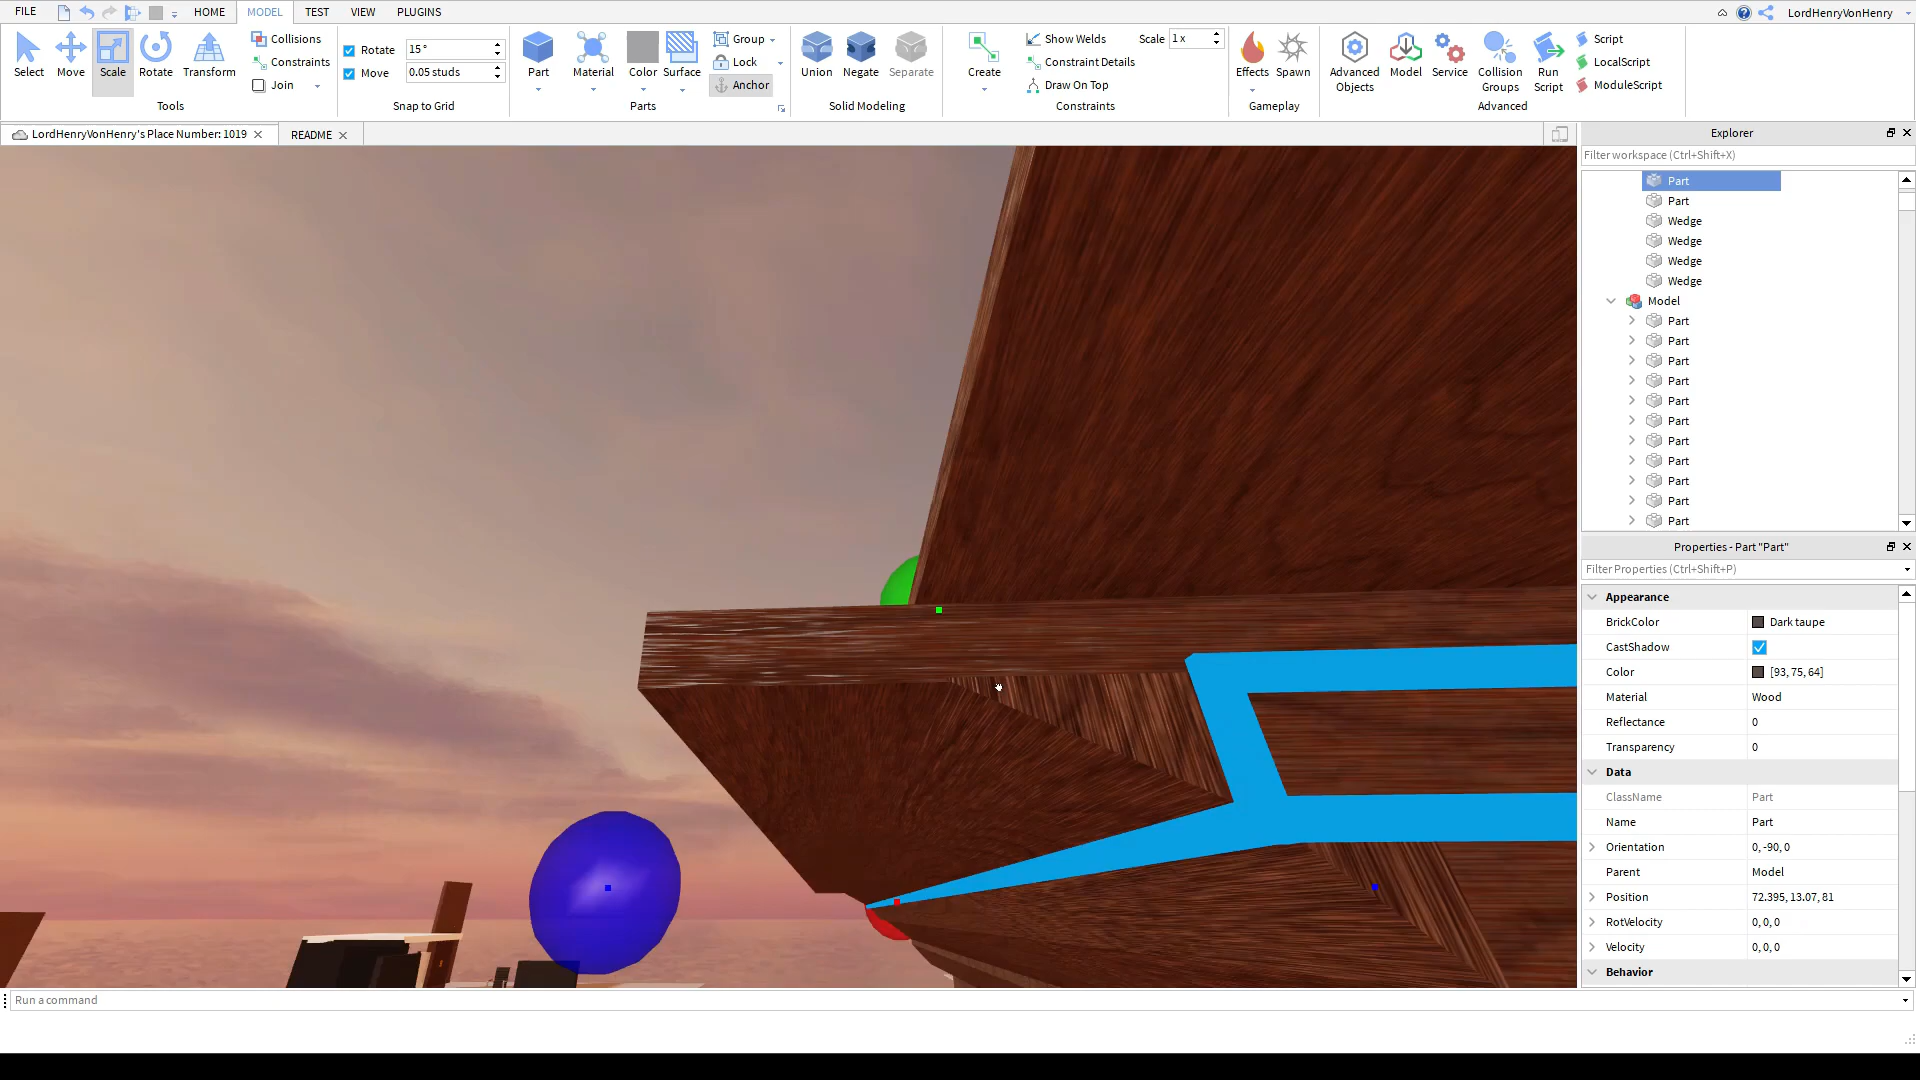 FILE HOME MODEL TEST VIEW PLUGINS LordHenryVonHenry
Select Move Scale Rotate Transform
Collisions
Constraints
Join
Tools
Rotate 15 °
Move 0.05 studs
Snap to Grid
Part Material Color Surface
Group
Lock
Anchor
Parts
Union Negate Separate
Solid Modeling
Create
Show Welds
Constraint Details
Draw On Top
Scale 1 x
Constraints
Effects Spawn
Gameplay
Advanced Objects Model Service Collision Groups Run Script
Script
LocalScript
ModuleScript
Advanced
LordHenryVonHenry's Place Number: 1019 README
Explorer
Filter workspace (Ctrl+Shift+X)
Part
Part
Wedge
Wedge
Wedge
Wedge
Model
Part
Part
Part
Part
Part
Part
Part
Part
Part
Part
Part
Properties - Part "Part"
Filter Properties (Ctrl+Shift+P)
Appearance
BrickColor Dark taupe
CastShadow
Color [93, 75, 64]
Material Wood
Reflectance 0
Transparency 0
Data
ClassName Part
Name Part
Orientation 0, -90, 0
Parent Model
Position 72.395, 13.07, 81
RotVelocity 0, 0, 0
Velocity 0, 0, 0
Behavior
Run a command